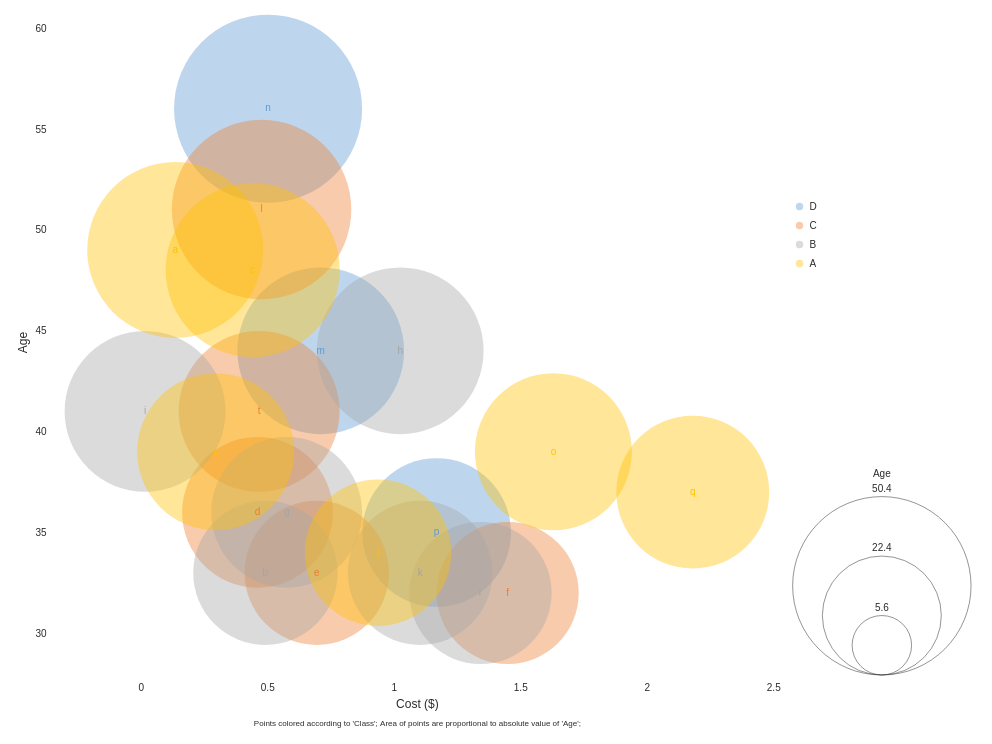 60
55
50
45
40
35
30
Age
0
0.5
1
1.5
2
2.5
Cost ($)
n
l
a
m
h
i
t
o
q
d
p
e
k
f
D
C
B
A
Age
50.4
22.4
5.6
Points colored according to 'Class'; Area of points are proportional to absolute value of 'Age';